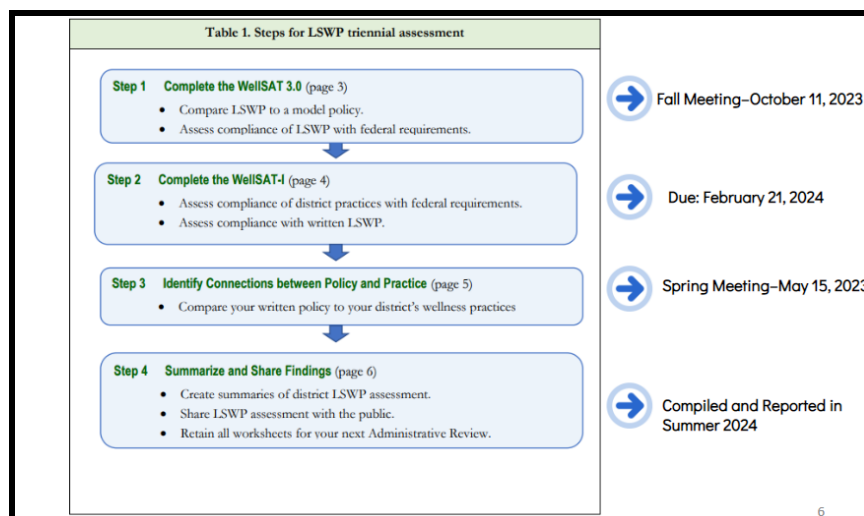 Table 1. Steps for LSWP triennial assessment
Step 1 Complete the WellSAT 3.0 (page 3)
• Compare LSWP to a model policy.
• Assess compliance of LSWP with federal requirements.
Fall Meeting–October 11, 2023
Step 2 Complete the WellSAT-I (page 4)
• Assess compliance of district practices with federal requirements.
• Assess compliance with written LSWP.
Due: February 21, 2024
Step 3 Identify Connections between Policy and Practice (page 5)
• Compare your written policy to your district’s wellness practices
Spring Meeting–May 15, 2023
Step 4 Summarize and Share Findings (page 6)
• Create summaries of district LSWP assessment.
• Share LSWP assessment with the public.
• Retain all worksheets for your next Administrative Review.
Compiled and Reported in
Summer 2024
6